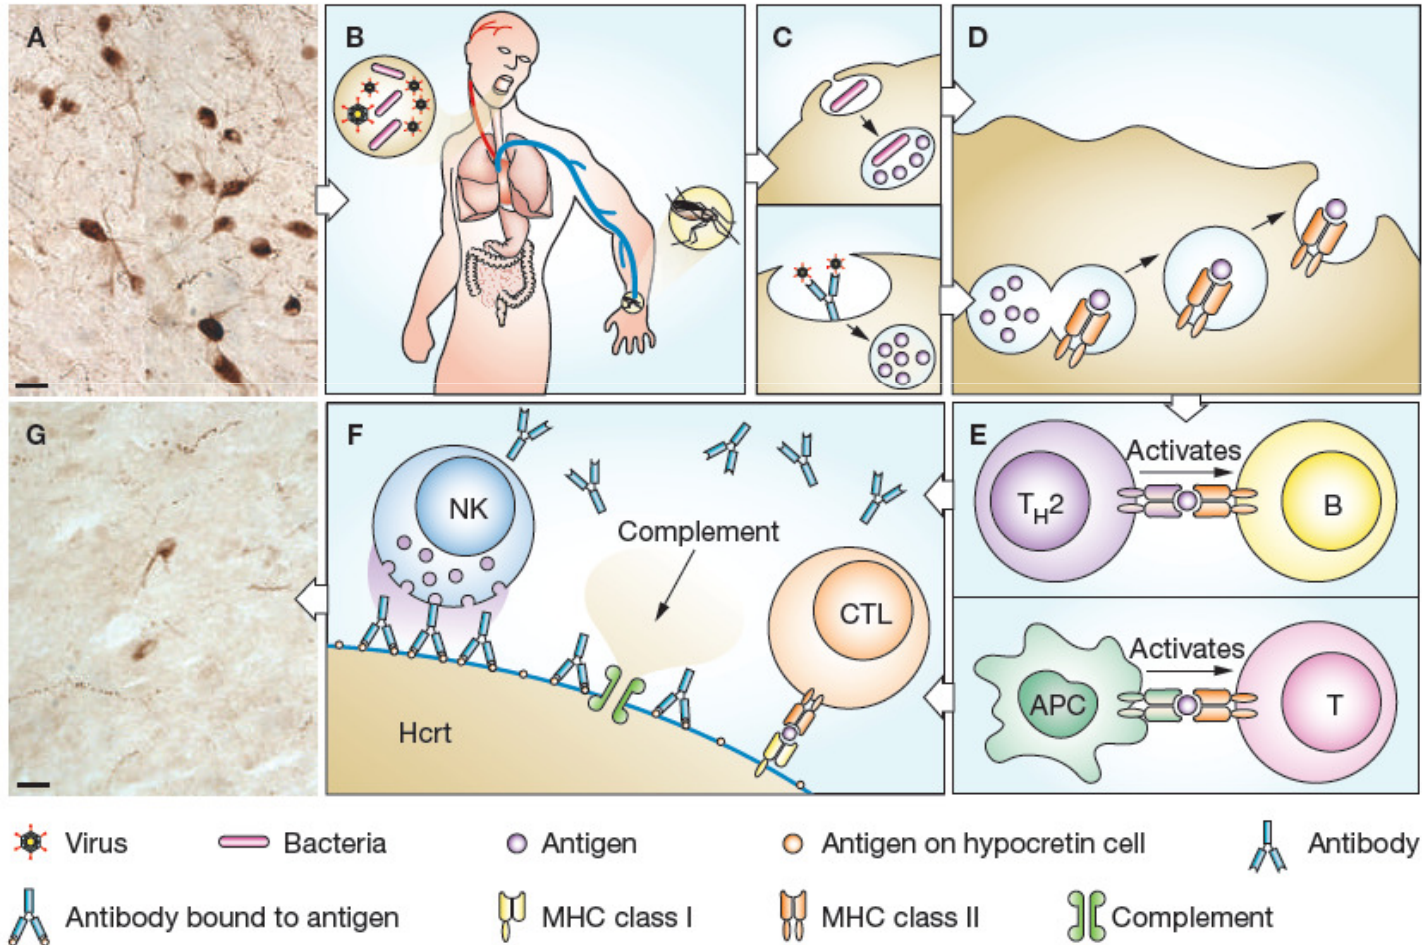 A
B
C
D
G
F
E
NK
Complement
CTL
Hcrt
Activates
TH2
B
Activates
APC
T
Virus
Bacteria
Antigen
Antigen on hypocretin cell
Antibody
Antibody bound to antigen
MHC class I
MHC class II
Complement